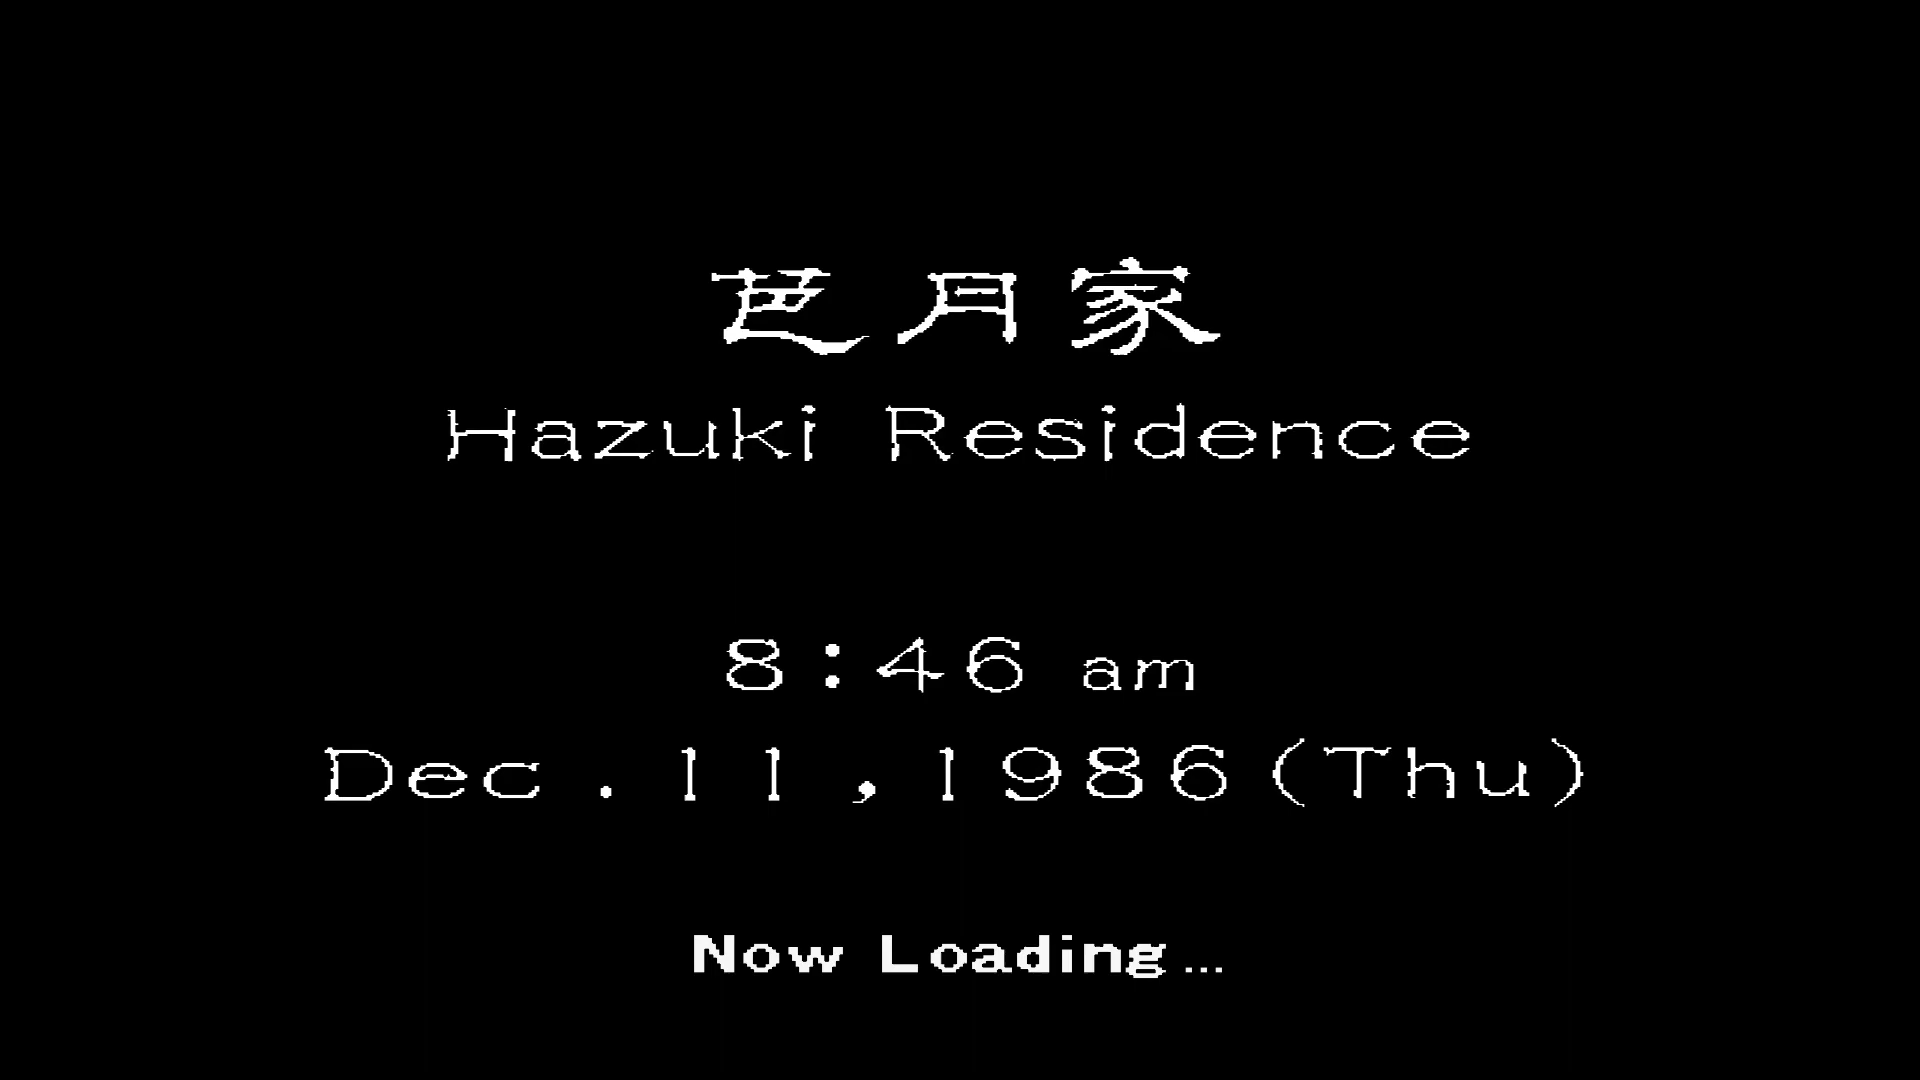 芭月家
Hazuki Residence
8:46 am
Dec.11,1986(Thu)
Now Loading...